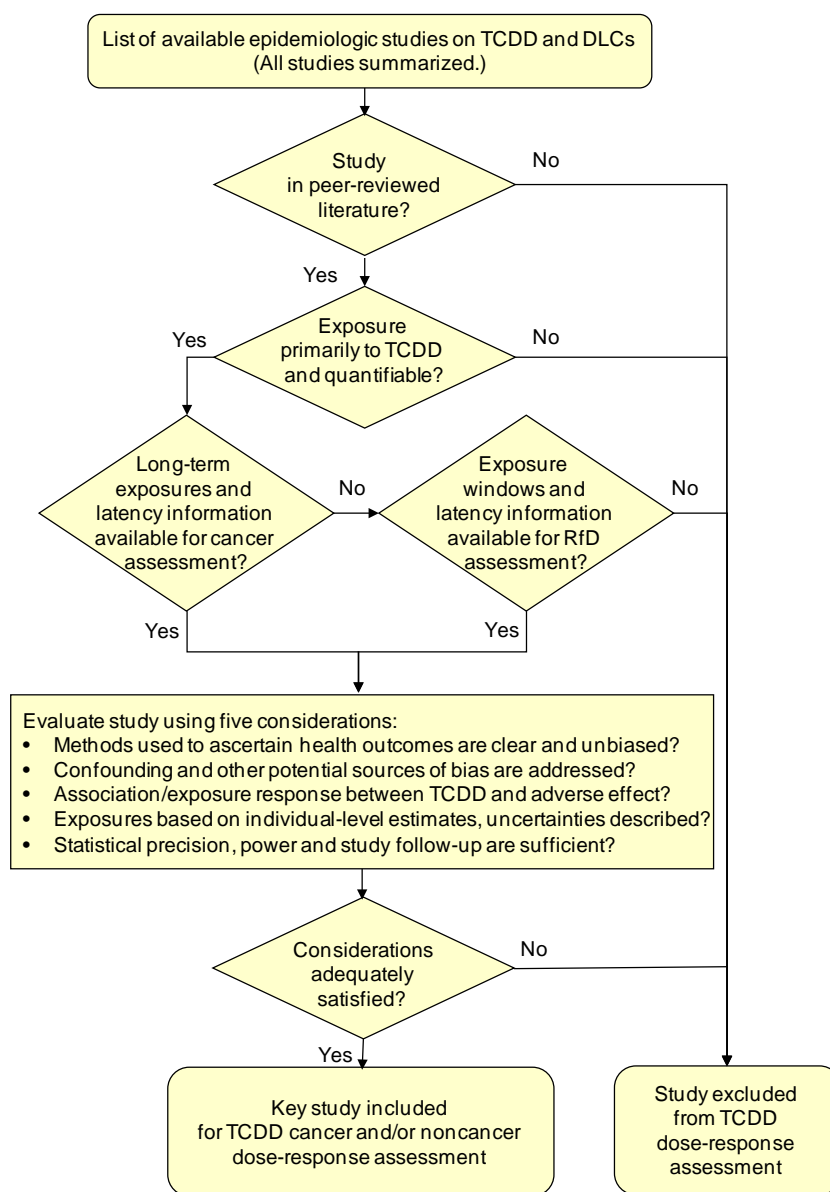 List of available epidemiologic studies on TCDD and DLCs
(All studies summarized.)
Study
in peer-reviewed
literature?
No
Yes
Exposure
primarily to TCDD
and quantifiable?
Yes
No
Long-term
exposures and
latency information
available for cancer
assessment?
No
Exposure
windows and
latency information
available for RfD
assessment?
No
Yes
Yes
Evaluate study using five considerations:
• Methods used to ascertain health outcomes are clear and unbiased?
• Confounding and other potential sources of bias are addressed?
• Association/exposure response between TCDD and adverse effect?
• Exposures based on individual-level estimates, uncertainties described?
• Statistical precision, power and study follow-up are sufficient?
Considerations
adequately
satisfied?
No
Yes
Key study included
for TCDD cancer and/or noncancer
dose-response assessment
Study excluded
from TCDD
dose-response
assessment